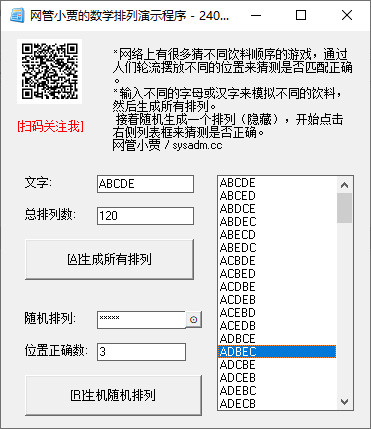 网管小贾的数学排列演示程序 - 240...
*网络上有很多猜不同饮料顺序的游戏，通过
人们轮流摆放不同的位置来猜测是否匹配正确
。
*输入不同的字母或汉字来模拟不同的饮料，
然后生成所有排列。
接着随机生成一个排列（隐藏），开始点击
右侧列表框来猜测是否正确。
网管小贾 / sysadm.cc
[扫码关注我]
文字:
ABCDE
总排列数:
120
[A]生成所有排列
随机排列:
*****
位置正确数:
3
[R]生机随机排列
ABCDE
ABCED
ABDCE
ABDEC
ABECD
ABEDC
ACBDE
ACBED
ACDBE
ACDEB
ACEBD
ACEDB
ADBCE
ADBEC
ADCBE
ADCEB
ADEBC
ADECB